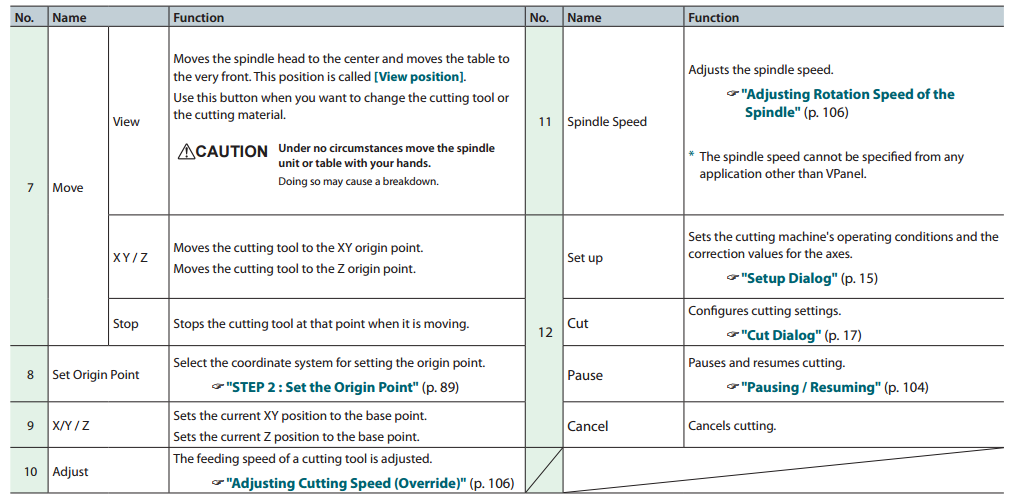 No. Name Function
7 Move
View
Moves the spindle head to the center and moves the table to
the very front. This position is called [View position].
Use this button when you want to change the cutting tool or
the cutting material.
⚠CAUTION
Under no circumstances move the spindle
unit or table with your hands.
Doing so may cause a breakdown.
X Y / Z
Moves the cutting tool to the XY origin point.
Moves the cutting tool to the Z origin point.
Stop
Stops the cutting tool at that point when it is moving.
8 Set Origin Point
Select the coordinate system for setting the origin point.
☞ "STEP 2 : Set the Origin Point" (p. 89)
9 X/Y / Z
Sets the current XY position to the base point.
Sets the current Z position to the base point.
10 Adjust
The feeding speed of a cutting tool is adjusted.
☞ "Adjusting Cutting Speed (Override)" (p. 106)
No. Name Function
11 Spindle Speed
Adjusts the spindle speed.
☞ "Adjusting Rotation Speed of the
Spindle" (p. 106)
* The spindle speed cannot be specified from any
application other than VPanel.
12
Set up
Sets the cutting machine's operating conditions and the
correction values for the axes.
☞ "Setup Dialog" (p. 15)
Cut
Configures cutting settings.
☞ "Cut Dialog" (p. 17)
Pause
Pauses and resumes cutting.
☞ "Pausing / Resuming" (p. 104)
Cancel
Cancels cutting.